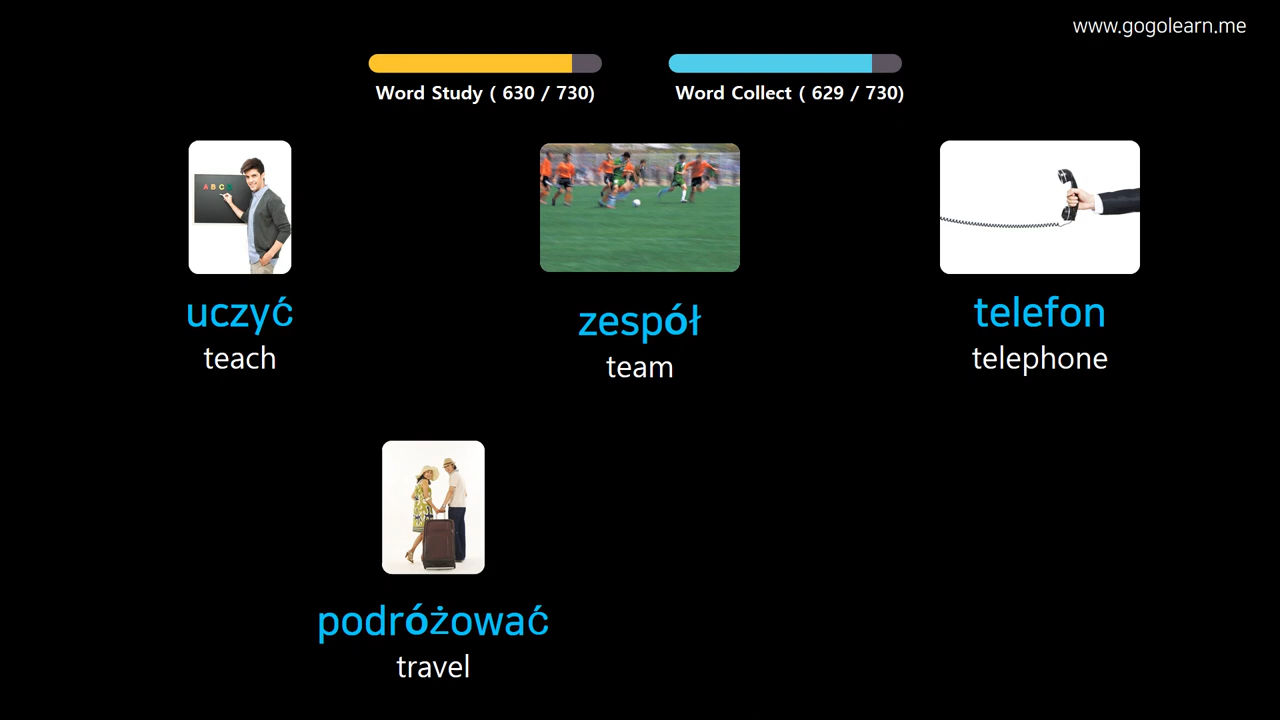 www.gogolearn.me
Word Study ( 630 / 730)
Word Collect ( 629 / 730)
A B C
uczyć
teach
zespół
team
telefon
telephone
podróżować
travel